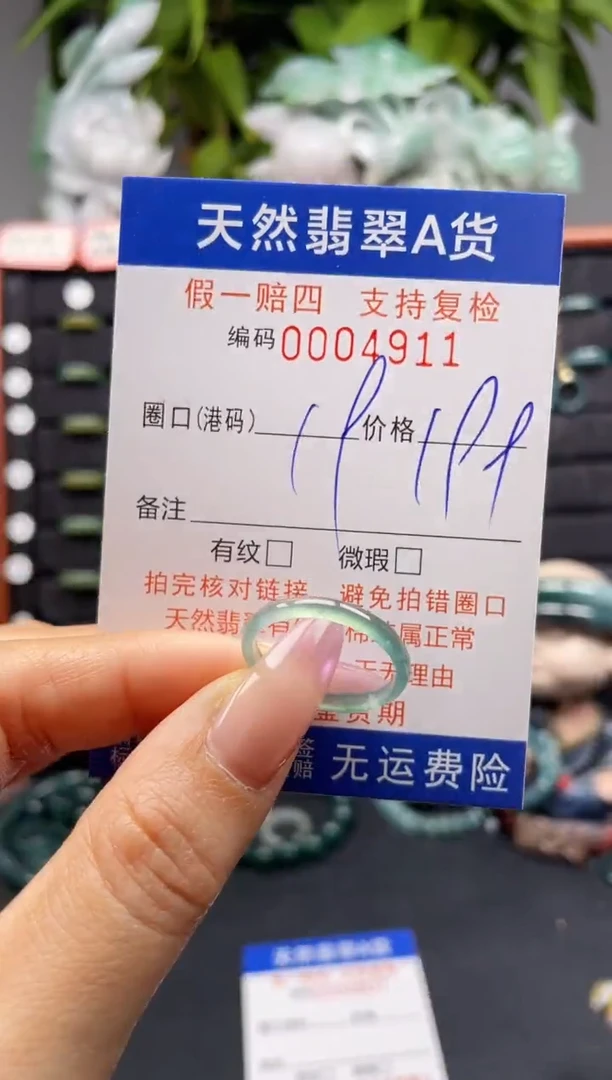 天然翡翠A货
假一赔四 支持复检
编码0004911
圈口(港码) 价格
备注
有纹□ 微瑕□
拍完核对链接 避免拍错圈口
天然翡 属正常
无理由
货期
无运费险